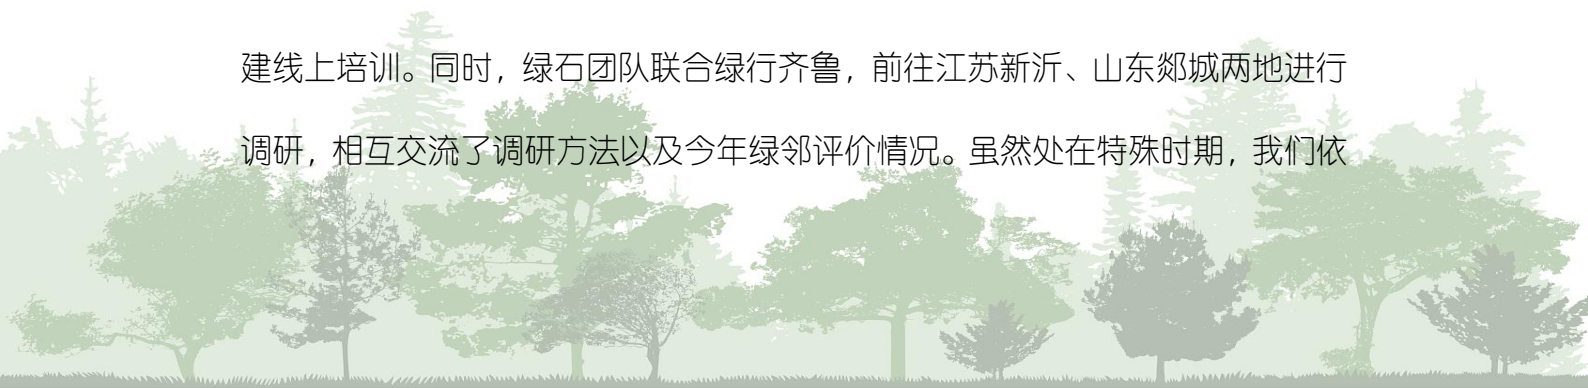 建线上培训。同时，绿石团队联合绿行齐鲁，前往江苏新沂、山东郯城两地进行
调研，相互交流了调研方法以及今年绿邻评价情况。虽然处在特殊时期，我们依